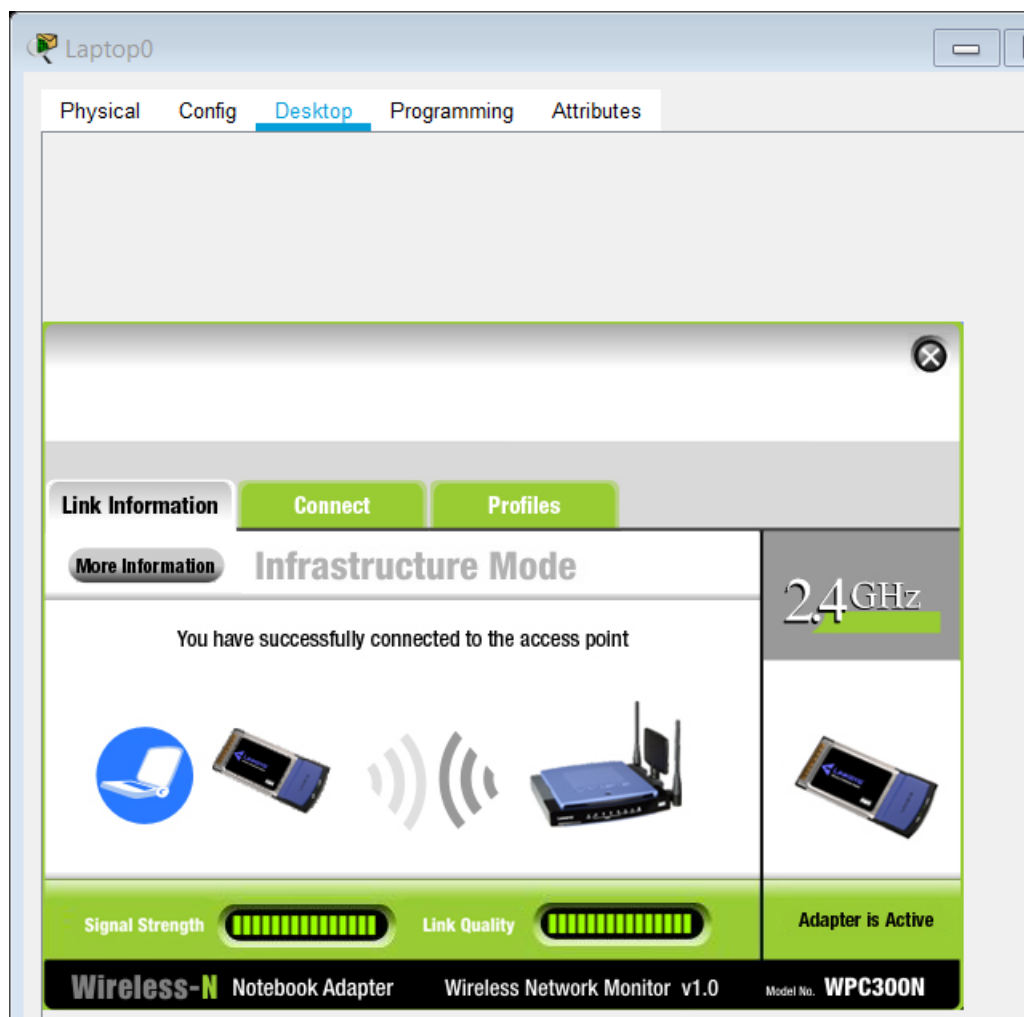 Laptop0
Physical Config Desktop Programming Attributes
Link Information Connect Profiles
More Information Infrastructure Mode
2.4GHz
You have successfully connected to the access point
Signal Strength Link Quality Adapter is Active
Wireless-N Notebook Adapter Wireless Network Monitor v1.0 Model No. WPC300N